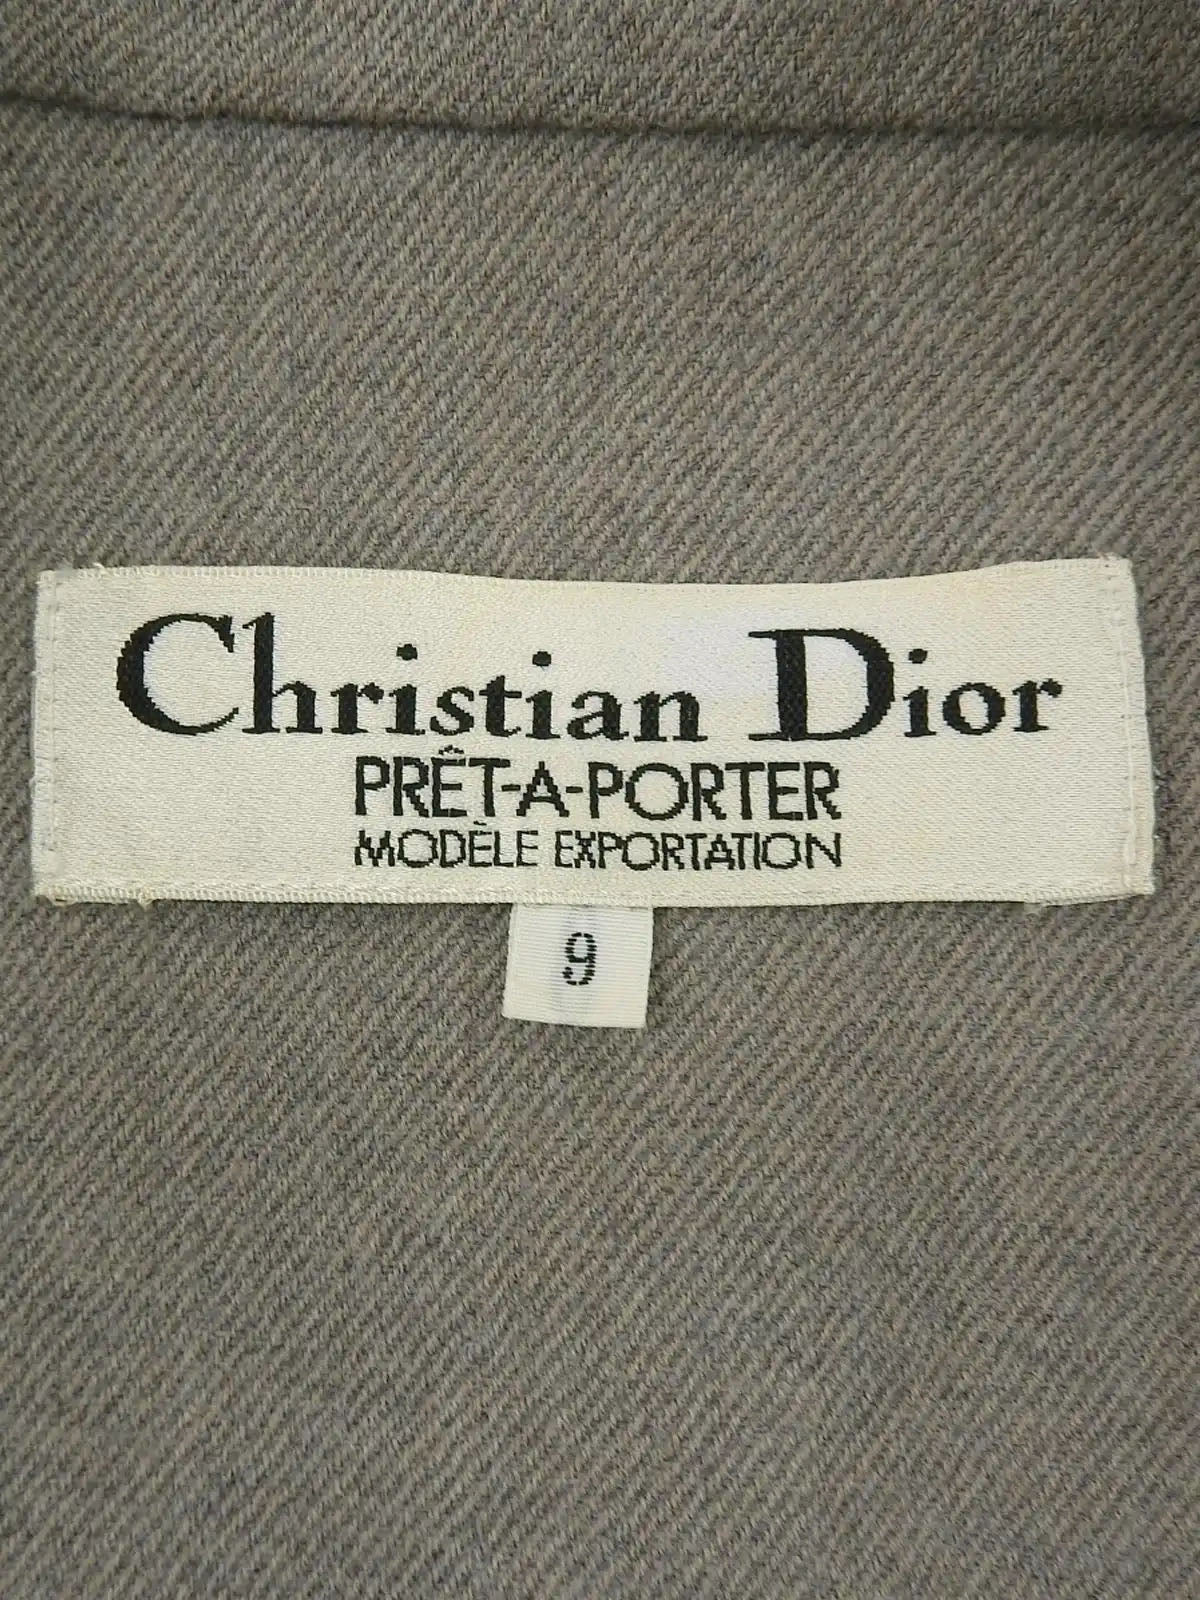 Christian Dior
PRÊT-A-PORTER
MODÈLE EXPORTATION
9